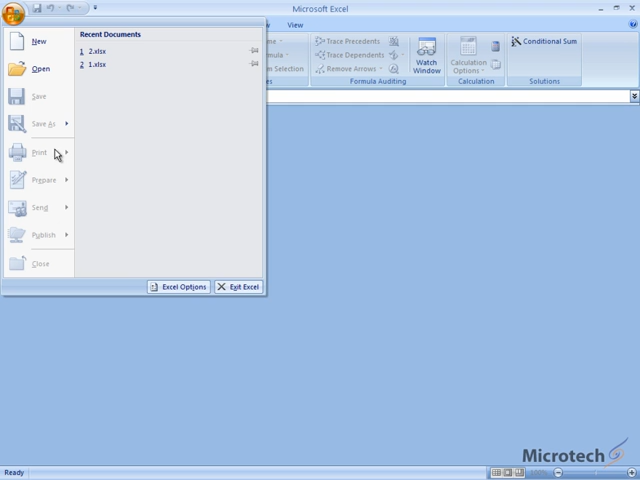 Microsoft Excel
View
New
Open
Save
Save As
Print
Prepare
Send
Publish
Close
Recent Documents
1 2.xlsx
2 1.xlsx
Excel Options
Exit Excel
Selection
Trace Precedents
Trace Dependents
Remove Arrows
Formula Auditing
Watch
Window
Calculation
Options
Calculation
Conditional Sum
Solutions
Microtech
Ready